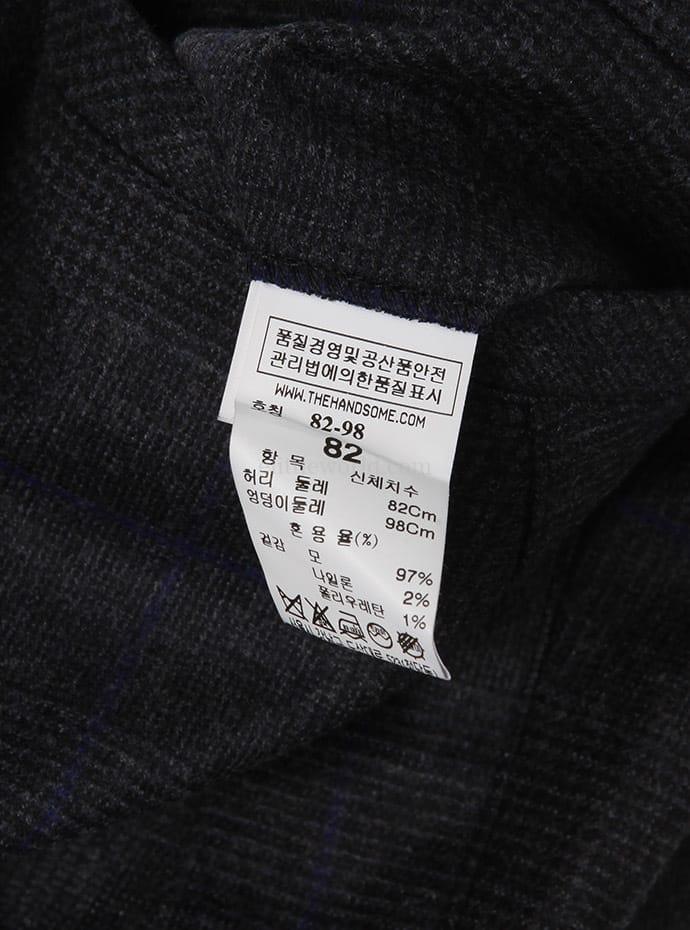 품질경영및공산품안전
관리법에의한품질표시
WWW.THEHANDSOME.COM
호칭 82-98
82
항 목 신체치수
허리 둘레 82Cm
엉덩이둘레 98Cm
혼 용 율(%)
겉감 모 97%
나일론 2%
폴리우레탄 1%